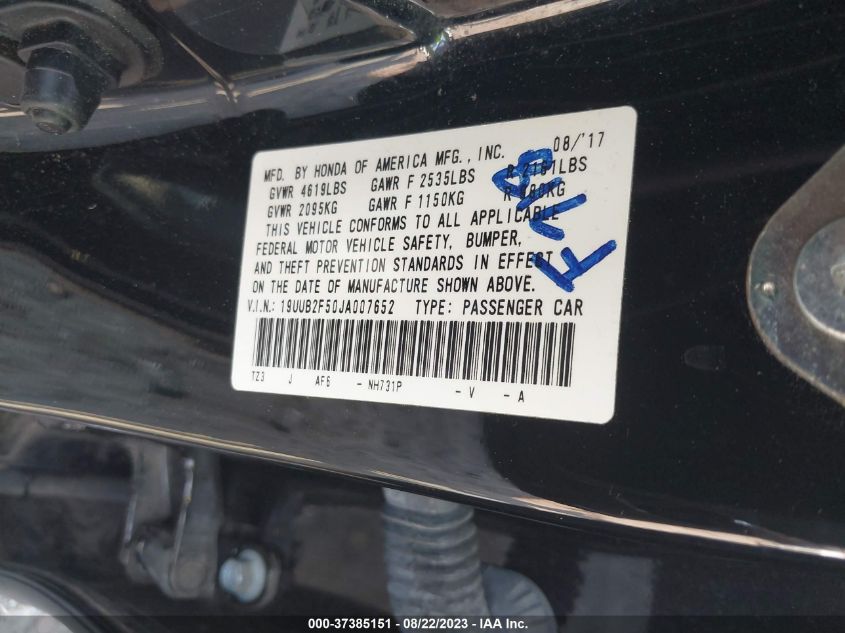 MFD. BY HONDA OF AMERICA MFG., INC. 08/'17
GVWR 4619LBS GAWR F 2535LBS R 2161LBS
GVWR 2095KG GAWR F 1150KG R 980KG
THIS VEHICLE CONFORMS TO ALL APPLICABLE
FEDERAL MOTOR VEHICLE SAFETY, BUMPER,
AND THEFT PREVENTION STANDARDS IN EFFECT
ON THE DATE OF MANUFACTURE SHOWN ABOVE.
V.I.N.: 19UUB2F50JA007652 TYPE: PASSENGER CAR
TZ3 J AF6 - NH731P - V - A
000-37385151 - 08/22/2023 - IAA Inc.